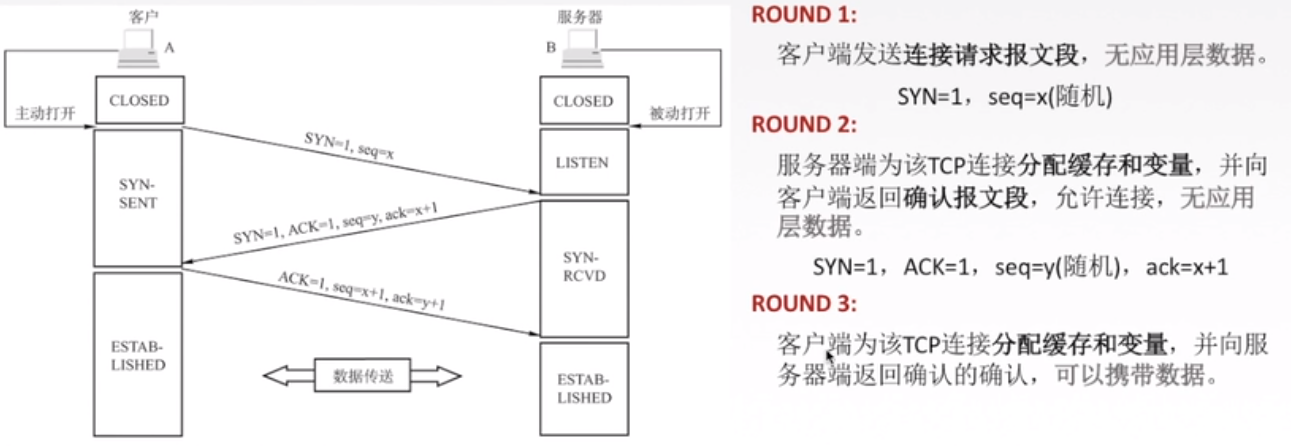 客户
A
服务器
B
主动打开
被动打开
CLOSED
CLOSED
SYN=1, seq=x
LISTEN
SYN-
SENT
SYN=1, ACK=1, seq=y, ack=x+1
SYN-
RCVD
ACK=1, seq=x+1, ack=y+1
ESTAB-
LISHED
数据传送
ESTAB-
LISHED
ROUND 1:
客户端发送连接请求报文段，无应用层数据。
SYN=1，seq=x(随机)
ROUND 2:
服务器端为该TCP连接分配缓存和变量，并向
客户端返回确认报文段，允许连接，无应用
层数据。
SYN=1，ACK=1，seq=y(随机)，ack=x+1
ROUND 3:
客户端为该TCP连接分配缓存和变量，并向服
务器端返回确认的确认，可以携带数据。